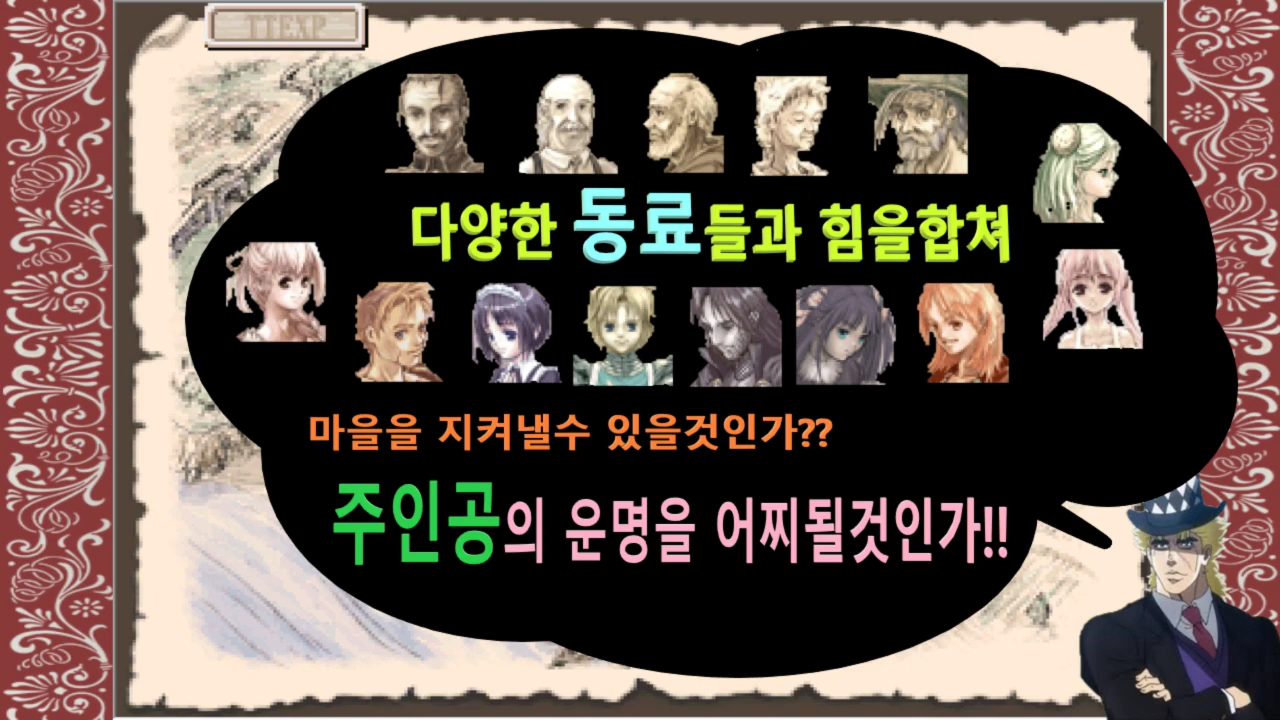 다양한 동료들과 힘을합쳐
마을을 지켜낼수 있을것인가??
주인공의 운명을 어찌될것인가!!